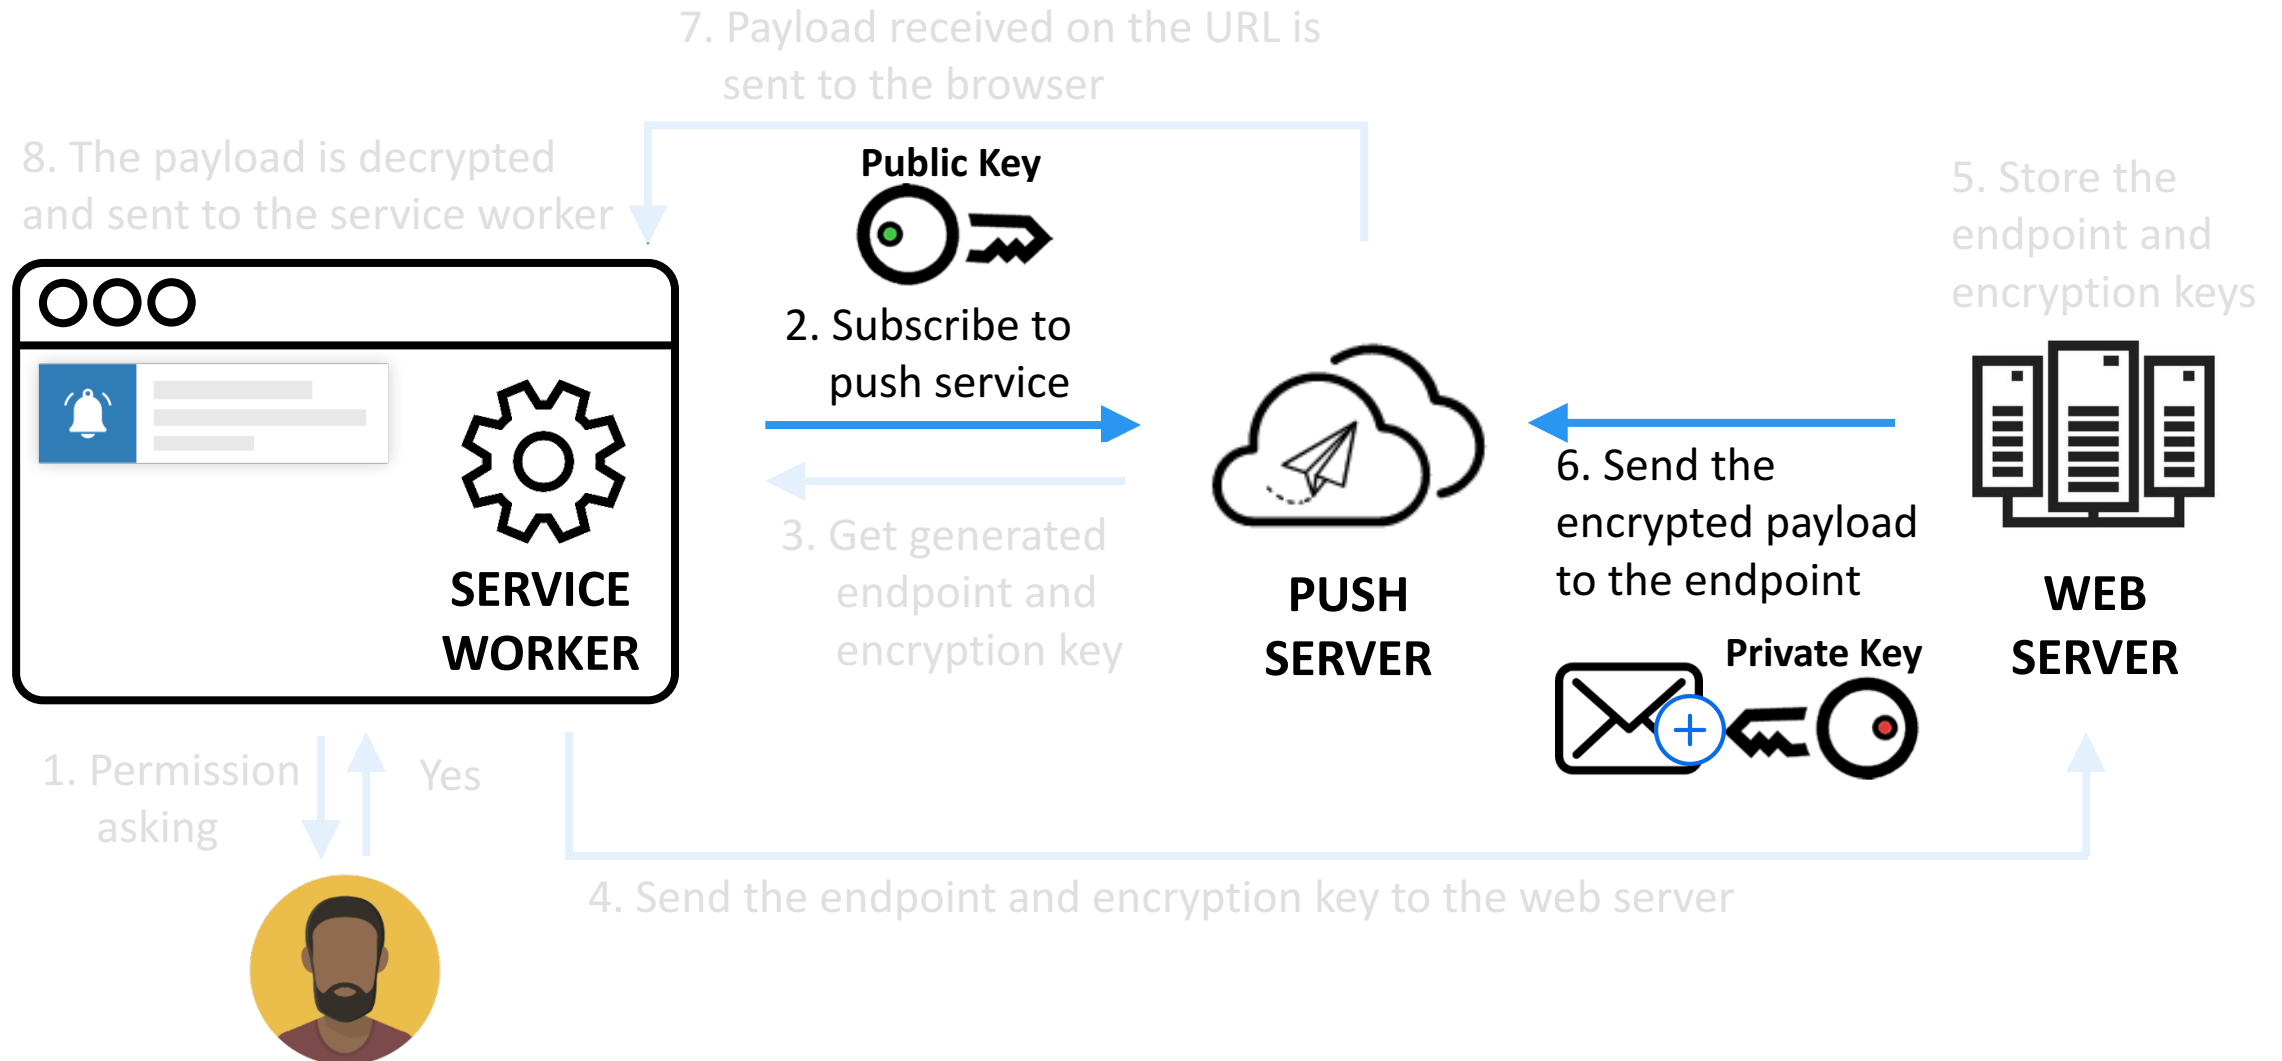 7. Payload received on the URL is
sent to the browser
8. The payload is decrypted
and sent to the service worker
Public Key
5. Store the
endpoint and
encryption keys
2. Subscribe to
push service
6. Send the
encrypted payload
to the endpoint
3. Get generated
endpoint and
encryption key
SERVICE
WORKER
PUSH
SERVER
WEB
SERVER
Private Key
1. Permission
asking
Yes
4. Send the endpoint and encryption key to the web server